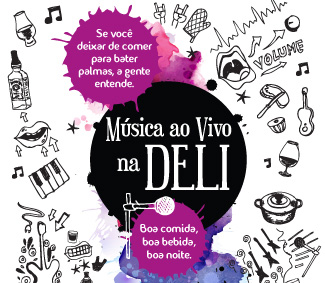 Se você
deixar de comer
para bater
palmas, a gente
entende.
VOLUME
Música ao Vivo
na DELI
Boa comida,
boa bebida,
boa noite.